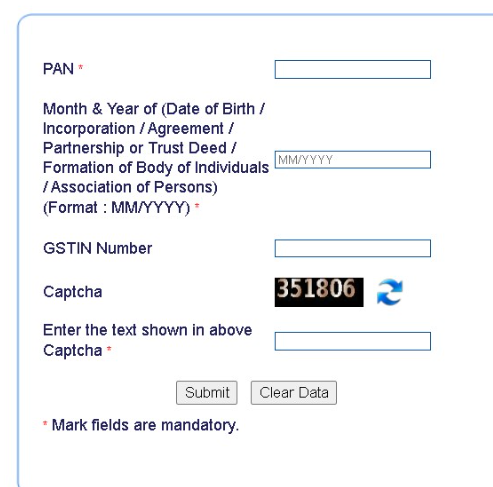 PAN *
Month & Year of (Date of Birth /
Incorporation / Agreement /
Partnership or Trust Deed /
Formation of Body of Individuals
/ Association of Persons)
(Format : MM/YYYY) *
MM/YYYY
GSTIN Number
Captcha
351806
Enter the text shown in above
Captcha *
Submit Clear Data
* Mark fields are mandatory.